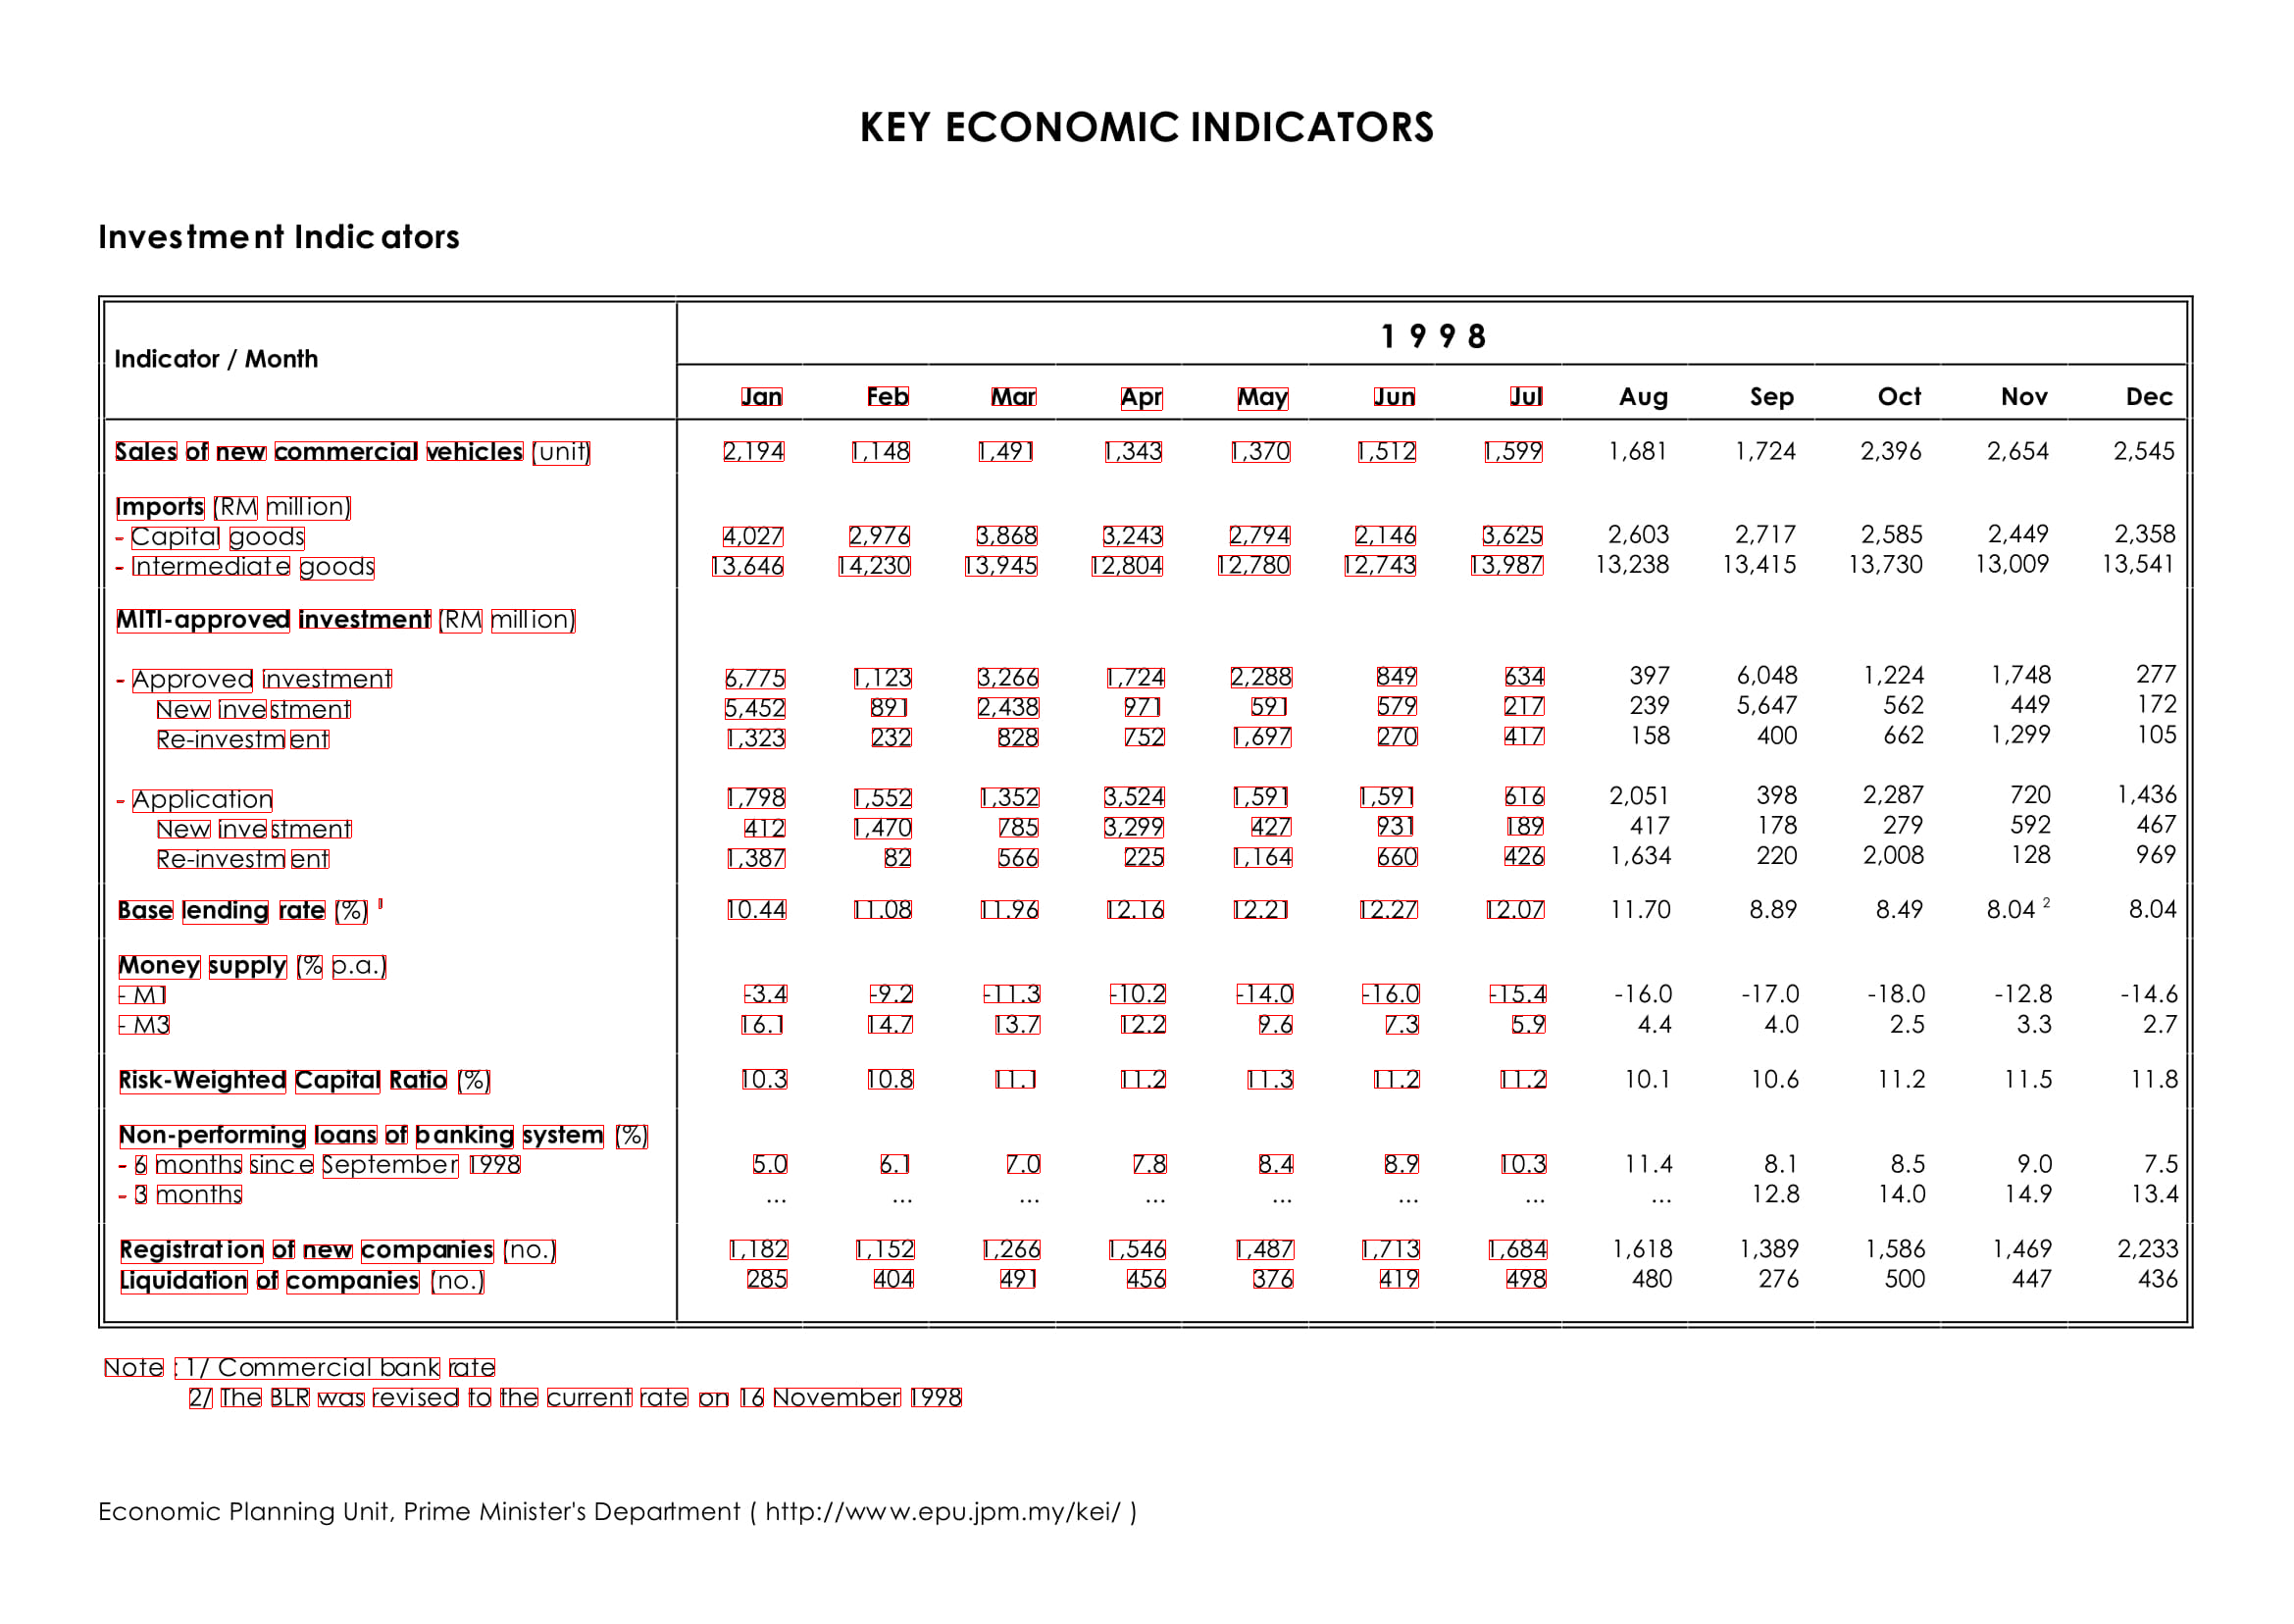 KEY ECONOMIC INDICATORS
Investment Indicators
1 9 9 8
Indicator / Month
Jan Feb Mar Apr May Jun Jul Aug Sep Oct Nov Dec
Sales of new commercial vehicles (unit) 2,194 1,148 1,491 1,343 1,370 1,512 1,599 1,681 1,724 2,396 2,654 2,545
Imports (RM million)
- Capital goods 4,027 2,976 3,868 3,243 2,794 2,146 3,625 2,603 2,717 2,585 2,449 2,358
- Intermediate goods 13,646 14,230 13,945 12,804 12,780 12,743 13,987 13,238 13,415 13,730 13,009 13,541
MITI-approved investment (RM million)
- Approved investment 6,775 1,123 3,266 1,724 2,288 849 634 397 6,048 1,224 1,748 277
New investment 5,452 891 2,438 971 591 579 217 239 5,647 562 449 172
Re-investment 1,323 232 828 752 1,697 270 417 158 400 662 1,299 105
- Application 1,798 1,552 1,352 3,524 1,591 1,591 616 2,051 398 2,287 720 1,436
New investment 412 1,470 785 3,299 427 931 189 417 178 279 592 467
Re-investment 1,387 82 566 225 1,164 660 426 1,634 220 2,008 128 969
Base lending rate (%) 1 10.44 11.08 11.96 12.16 12.21 12.27 12.07 11.70 8.89 8.49 8.04 2 8.04
Money supply (% p.a.)
- M1 -3.4 -9.2 -11.3 -10.2 -14.0 -16.0 -15.4 -16.0 -17.0 -18.0 -12.8 -14.6
- M3 16.1 14.7 13.7 12.2 9.6 7.3 5.9 4.4 4.0 2.5 3.3 2.7
Risk-Weighted Capital Ratio (%) 10.3 10.8 11.1 11.2 11.3 11.2 11.2 10.1 10.6 11.2 11.5 11.8
Non-performing loans of banking system (%)
- 6 months since September 1998 5.0 6.1 7.0 7.8 8.4 8.9 10.3 11.4 8.1 8.5 9.0 7.5
- 3 months ... ... ... ... ... ... ... ... 12.8 14.0 14.9 13.4
Registration of new companies (no.) 1,182 1,152 1,266 1,546 1,487 1,713 1,684 1,618 1,389 1,586 1,469 2,233
Liquidation of companies (no.) 285 404 491 456 376 419 498 480 276 500 447 436
Note : 1/ Commercial bank rate
2/ The BLR was revised to the current rate on 16 November 1998
Economic Planning Unit, Prime Minister's Department ( http://www.epu.jpm.my/kei/ )